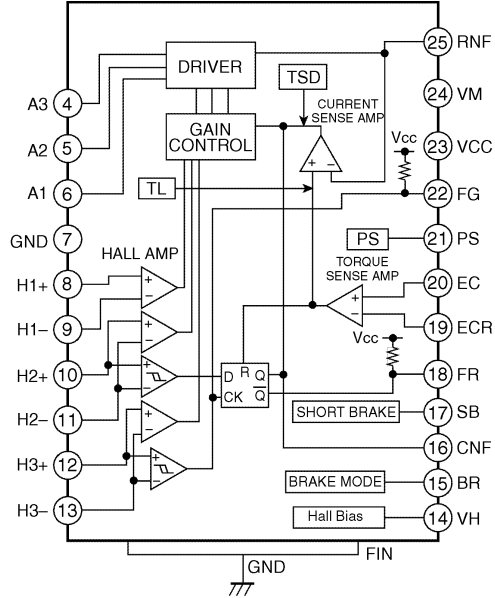 25 RNF
DRIVER
TSD
24 VM
A3 4
CURRENT
SENSE AMP
GAIN
CONTROL
Vcc
23 VCC
A2 5
+ −
TL
22 FG
A1 6
GND 7
PS
21 PS
HALL AMP
TORQUE
SENSE AMP
H1+ 8
+
−
20 EC
+
−
H1− 9
19 ECR
+
−
Vcc
H2+ 10
+
−
D R Q
CK Q
18 FR
H2− 11
SHORT BRAKE
17 SB
+
−
16 CNF
H3+ 12
+
−
BRAKE MODE
15 BR
H3− 13
Hall Bias
14 VH
FIN
GND